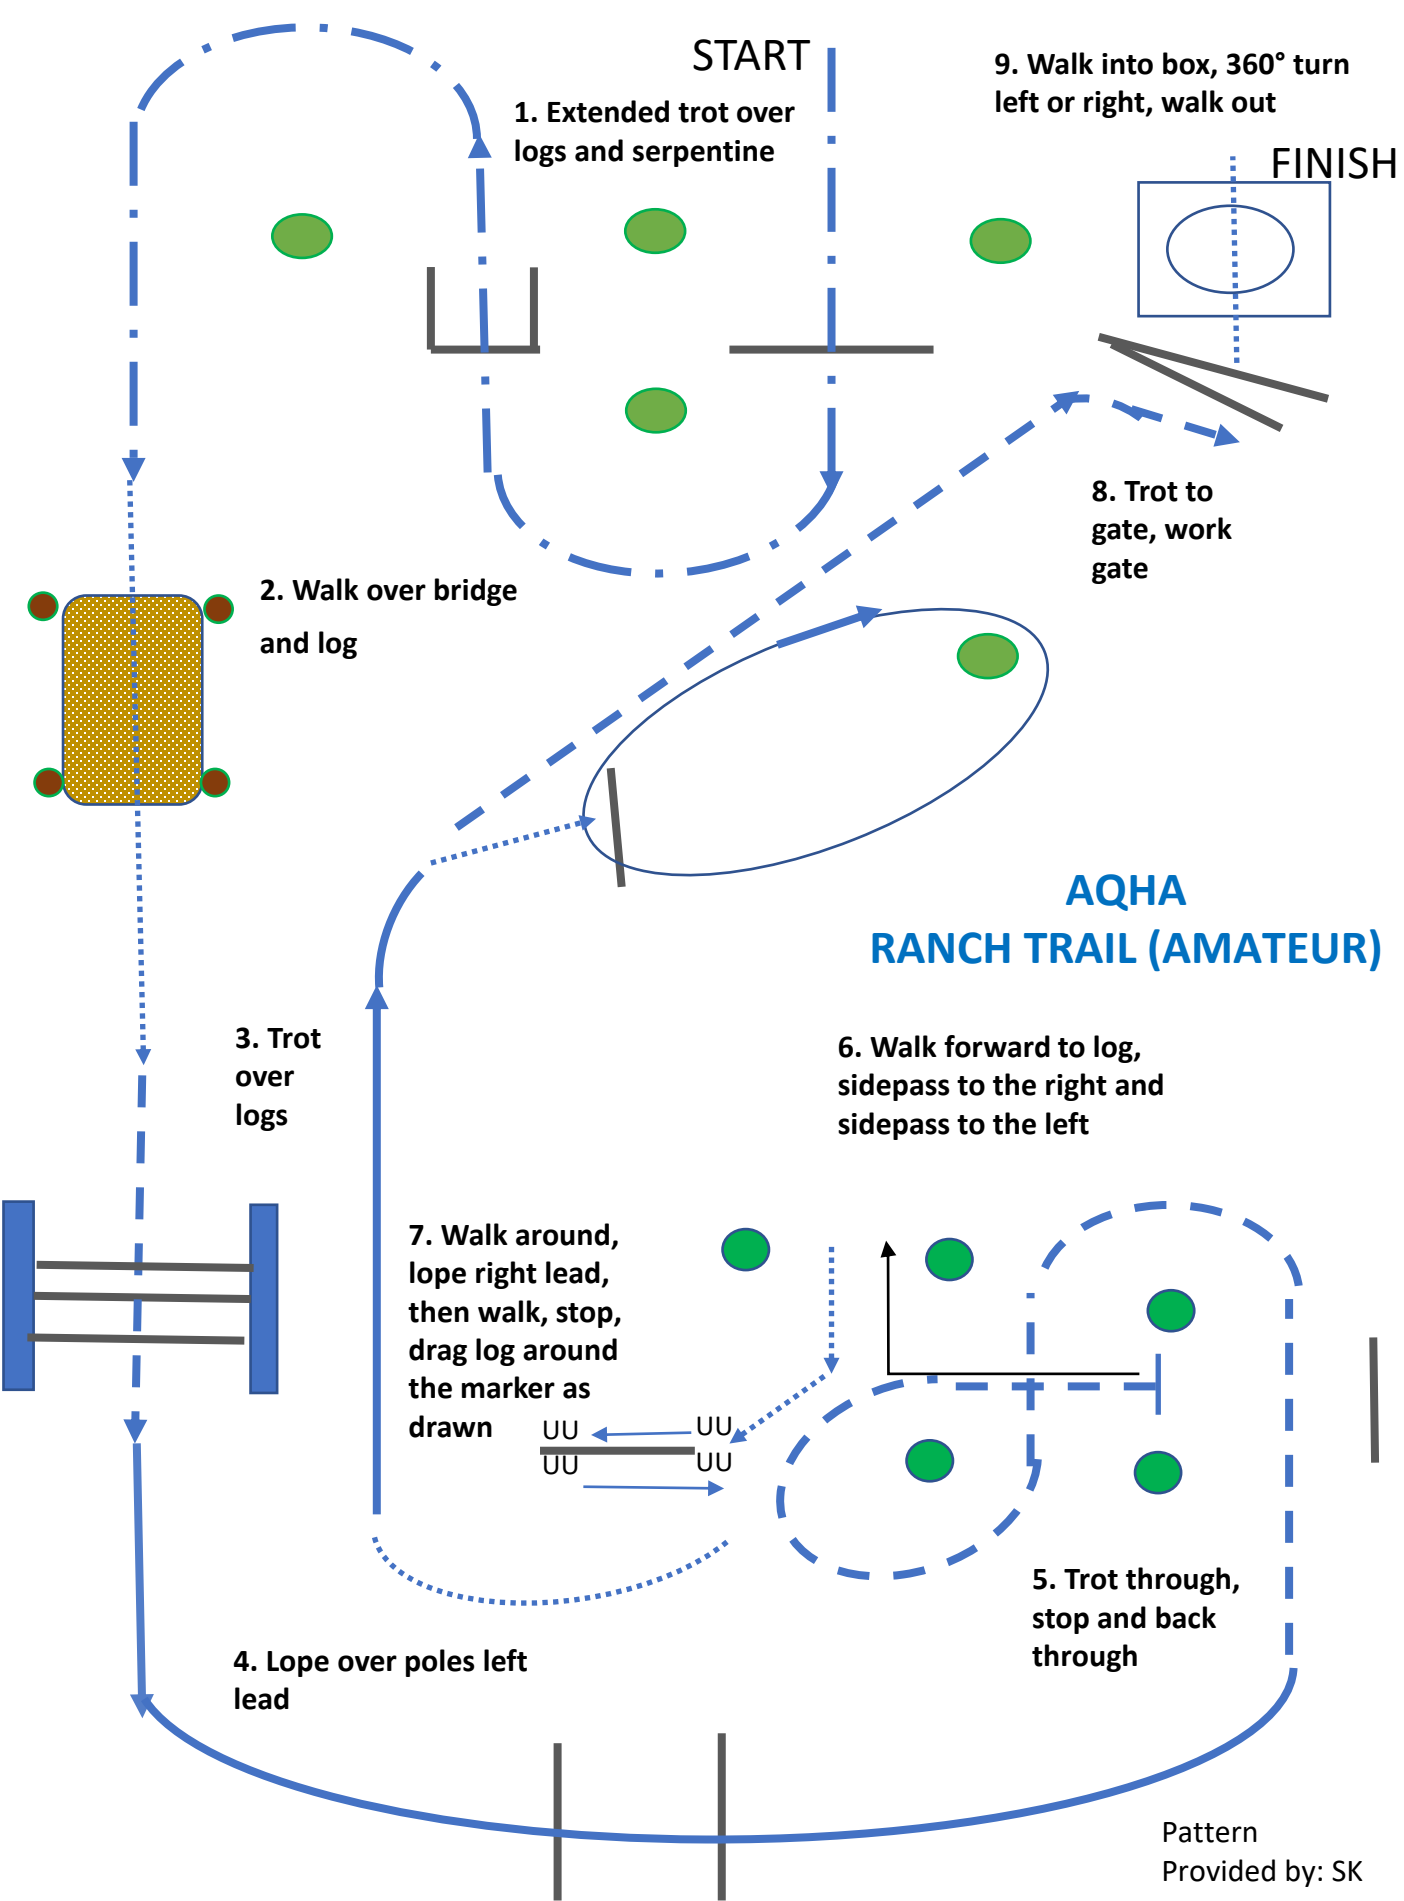 START
9. Walk into box, 360° turn
left or right, walk out
1. Extended trot over
logs and serpentine
FINISH
8. Trot to
gate, work
gate
2. Walk over bridge
and log
AQHA
RANCH TRAIL (AMATEUR)
3. Trot
over
logs
6. Walk forward to log,
sidepass to the right and
sidepass to the left
7. Walk around,
lope right lead,
then walk, stop,
drag log around
the marker as
drawn
UU UU
UU UU
5. Trot through,
stop and back
through
4. Lope over poles left
lead
Pattern
Provided by: SK